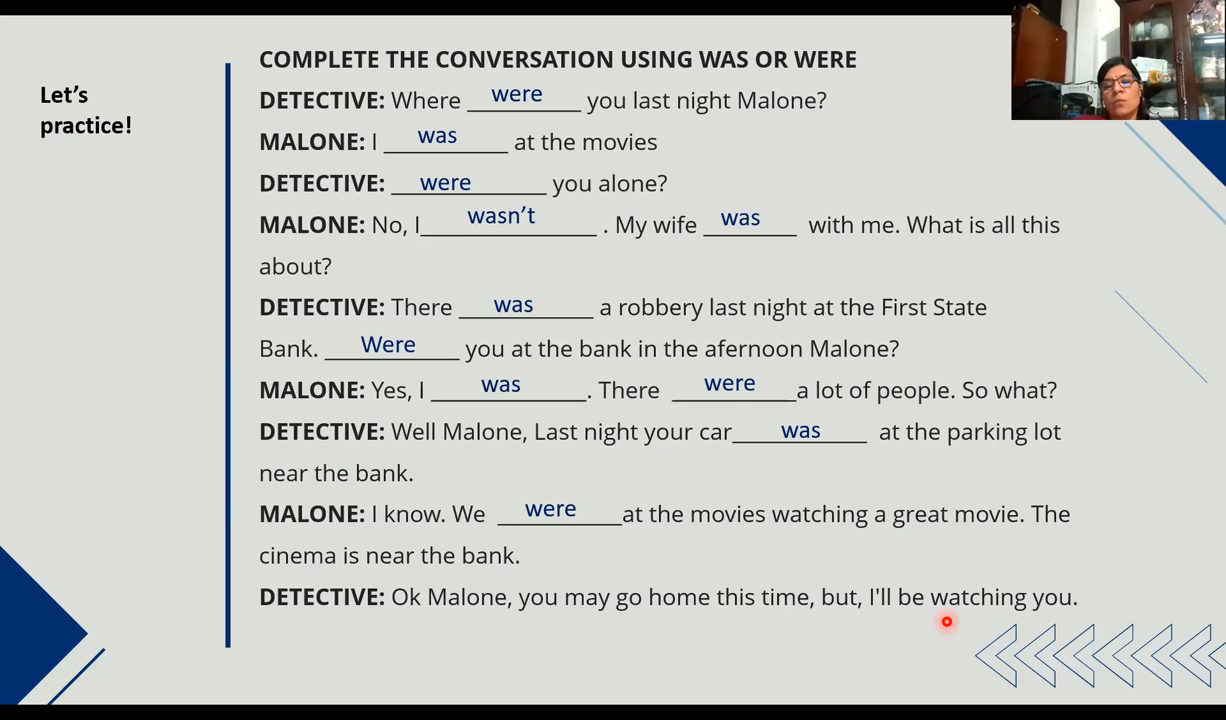 Let's
practice!
COMPLETE THE CONVERSATION USING WAS OR WERE
DETECTIVE: Where were you last night Malone?
MALONE: I was at the movies
DETECTIVE: were you alone?
MALONE: No, I wasn't . My wife was with me. What is all this
about?
DETECTIVE: There was a robbery last night at the First State
Bank. Were you at the bank in the afernoon Malone?
MALONE: Yes, I was. There were a lot of people. So what?
DETECTIVE: Well Malone, Last night your car was at the parking lot
near the bank.
MALONE: I know. We were at the movies watching a great movie. The
cinema is near the bank.
DETECTIVE: Ok Malone, you may go home this time, but, I'll be watching you.